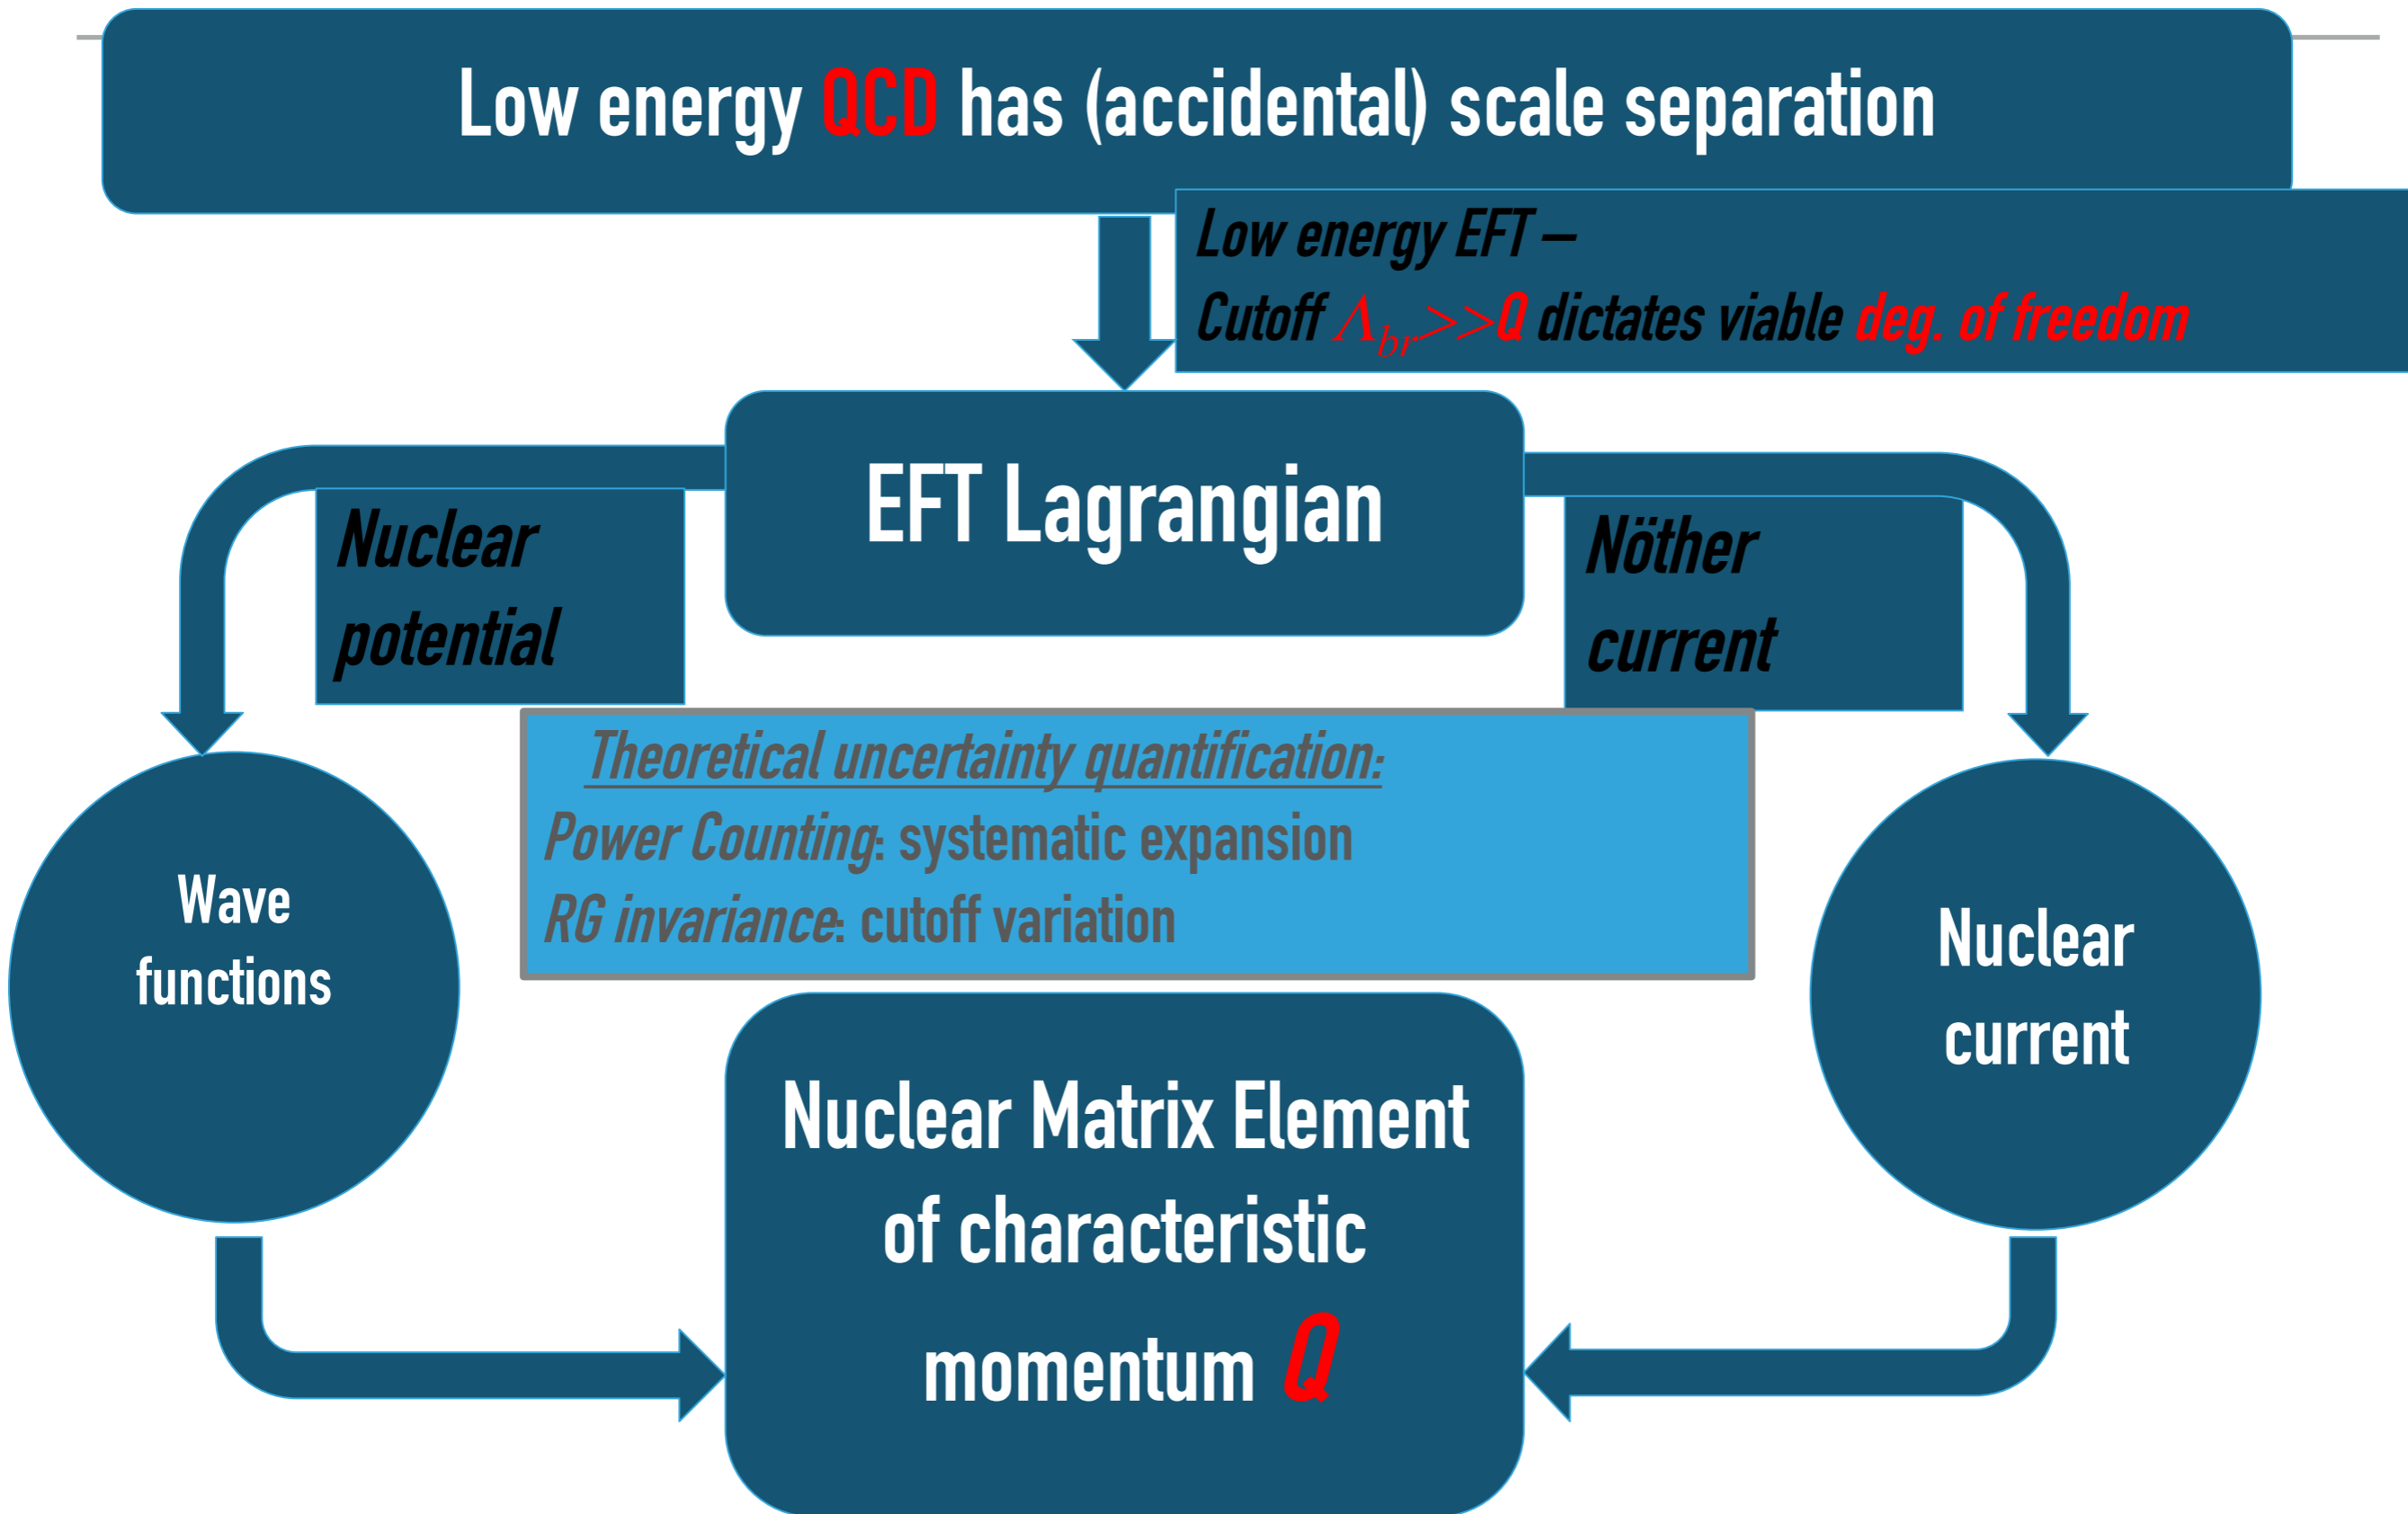 Low energy QCD has (accidental) scale separation
Low energy EFT –
Cutoff Λ_br>>Q dictates viable deg. of freedom
EFT Lagrangian
Nuclear
potential
Nöther
current
Theoretical uncertainty quantification:
Power Counting: systematic expansion
RG invariance: cutoff variation
Wave
functions
Nuclear
current
Nuclear Matrix Element
of characteristic
momentum Q